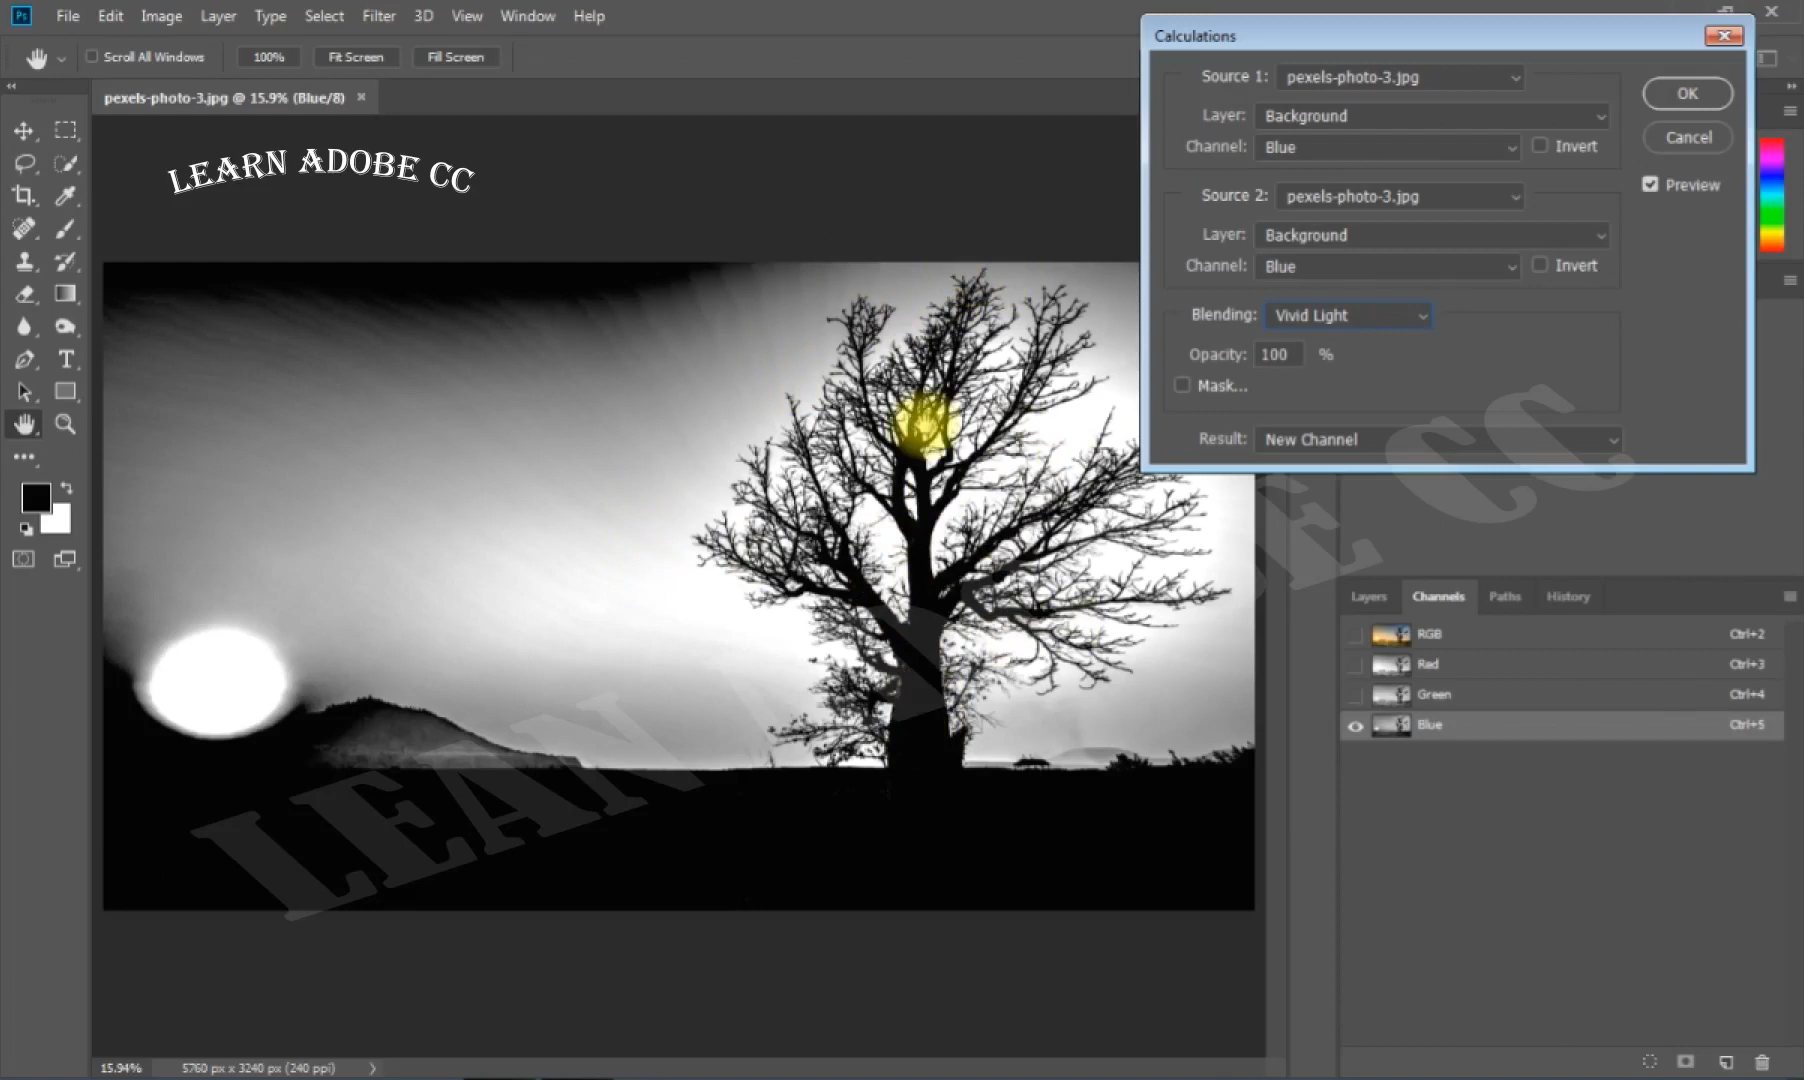 Ps File Edit Image Layer Type Select Filter 3D View Window Help
Scroll All Windows 100% Fit Screen Fill Screen
pexels-photo-3.jpg @ 15.9% (Blue/8) ×
LEARN ADOBE CC
Calculations
Source 1: pexels-photo-3.jpg
Layer: Background
Channel: Blue Invert
OK
Cancel
Preview
Source 2: pexels-photo-3.jpg
Layer: Background
Channel: Blue Invert
Blending: Vivid Light
Opacity: 100 %
Mask...
Result: New Channel
Layers Channels Paths History
RGB Ctrl+2
Red Ctrl+3
Green Ctrl+4
Blue Ctrl+5
15.94% 5760 px x 3240 px (240 ppi)